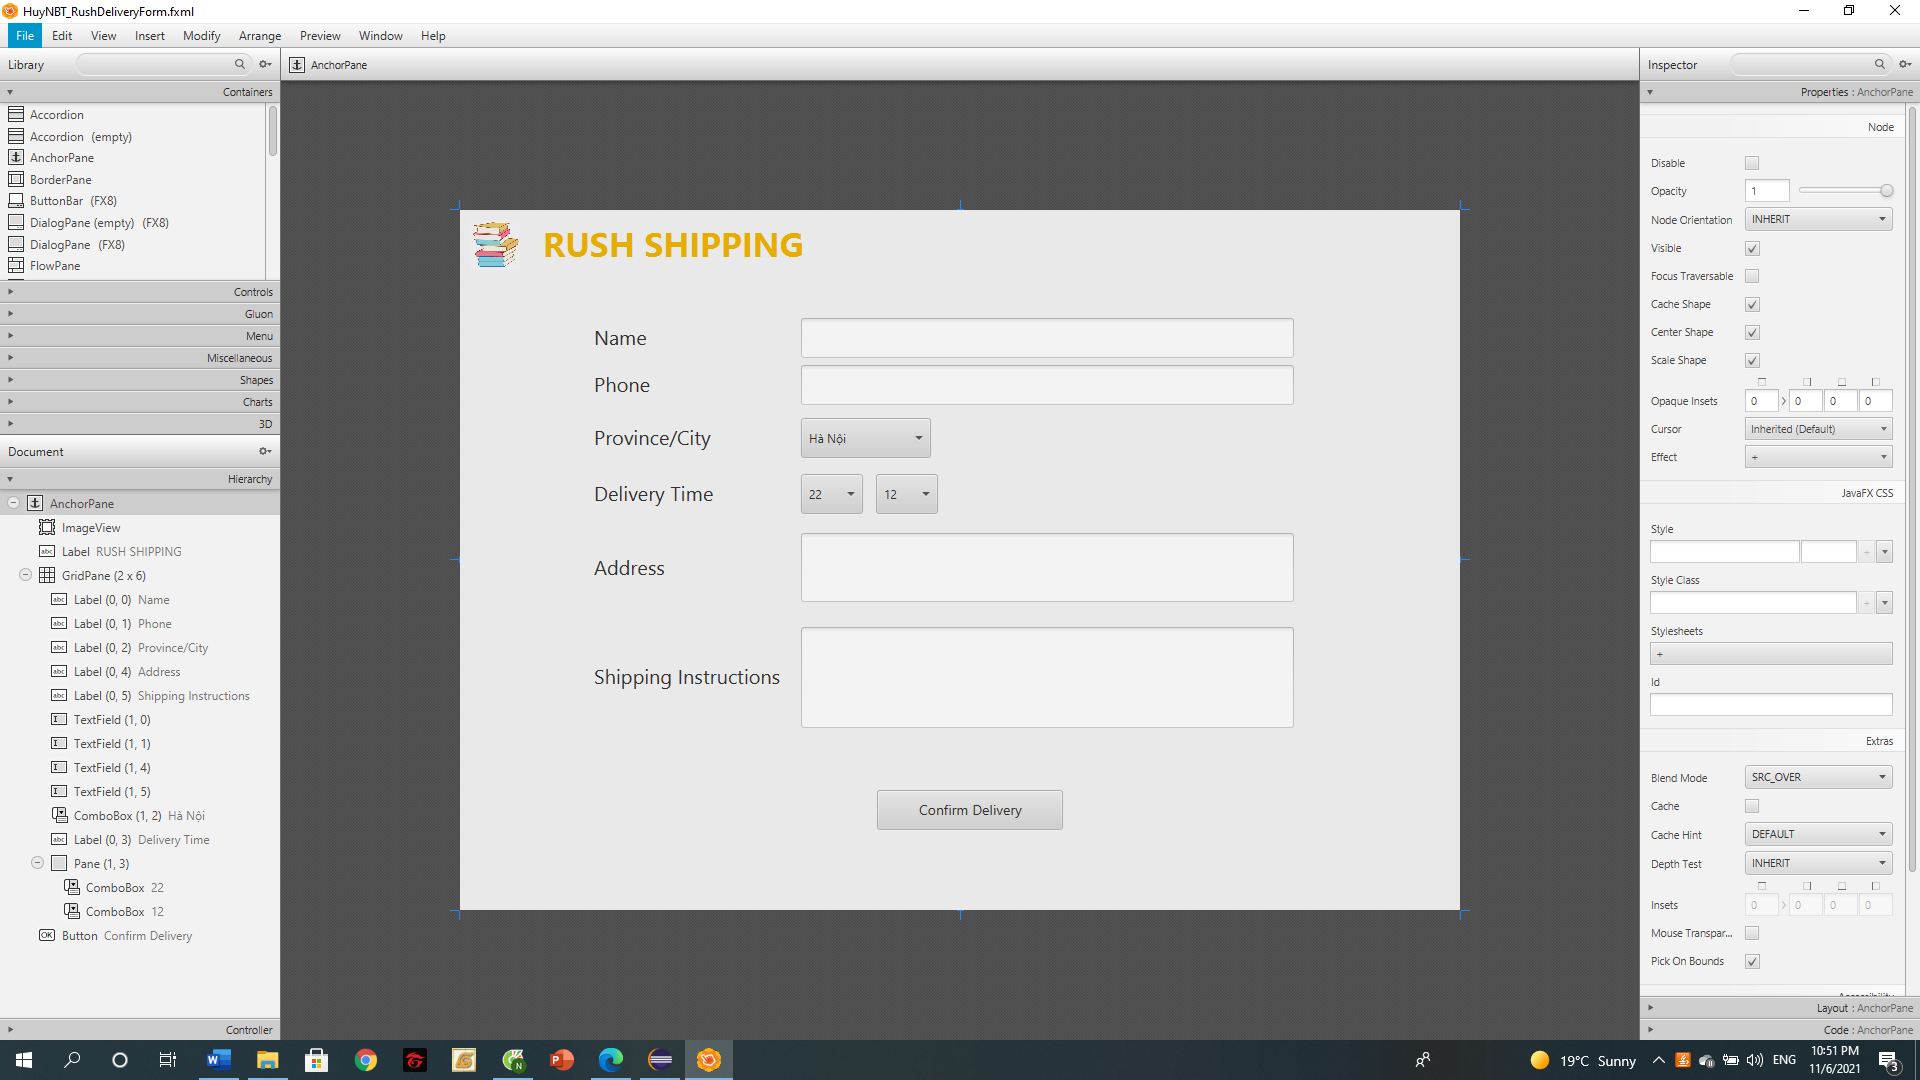 HuyNBT_RushDeliveryForm.fxml
File Edit View Insert Modify Arrange Preview Window Help
Library
Containers
Accordion
Accordion (empty)
AnchorPane
BorderPane
ButtonBar (FX8)
DialogPane (empty) (FX8)
DialogPane (FX8)
FlowPane
Controls
Gluon
Menu
Miscellaneous
Shapes
Charts
3D
Document
Hierarchy
AnchorPane
ImageView
Label RUSH SHIPPING
GridPane (2 x 6)
Label (0, 0) Name
Label (0, 1) Phone
Label (0, 2) Province/City
Label (0, 4) Address
Label (0, 5) Shipping Instructions
TextField (1, 0)
TextField (1, 1)
TextField (1, 4)
TextField (1, 5)
ComboBox (1, 2) Hà Nội
Label (0, 3) Delivery Time
Pane (1, 3)
ComboBox 22
ComboBox 12
Button Confirm Delivery
Controller
AnchorPane
RUSH SHIPPING
Name
Phone
Province/City Hà Nội
Delivery Time 22 12
Address
Shipping Instructions
Confirm Delivery
Inspector
Properties : AnchorPane
Node
Disable
Opacity 1
Node Orientation INHERIT
Visible
Focus Traversable
Cache Shape
Center Shape
Scale Shape
Opaque Insets 0 0 0 0
Cursor Inherited (Default)
Effect +
JavaFX CSS
Style
Style Class
Stylesheets
+
Id
Extras
Blend Mode SRC_OVER
Cache
Cache Hint DEFAULT
Depth Test INHERIT
Insets 0 0 0 0
Mouse Transpar...
Pick On Bounds
Accessibility
Layout : AnchorPane
Code : AnchorPane
19°C Sunny
ENG
10:51 PM
11/6/2021
3